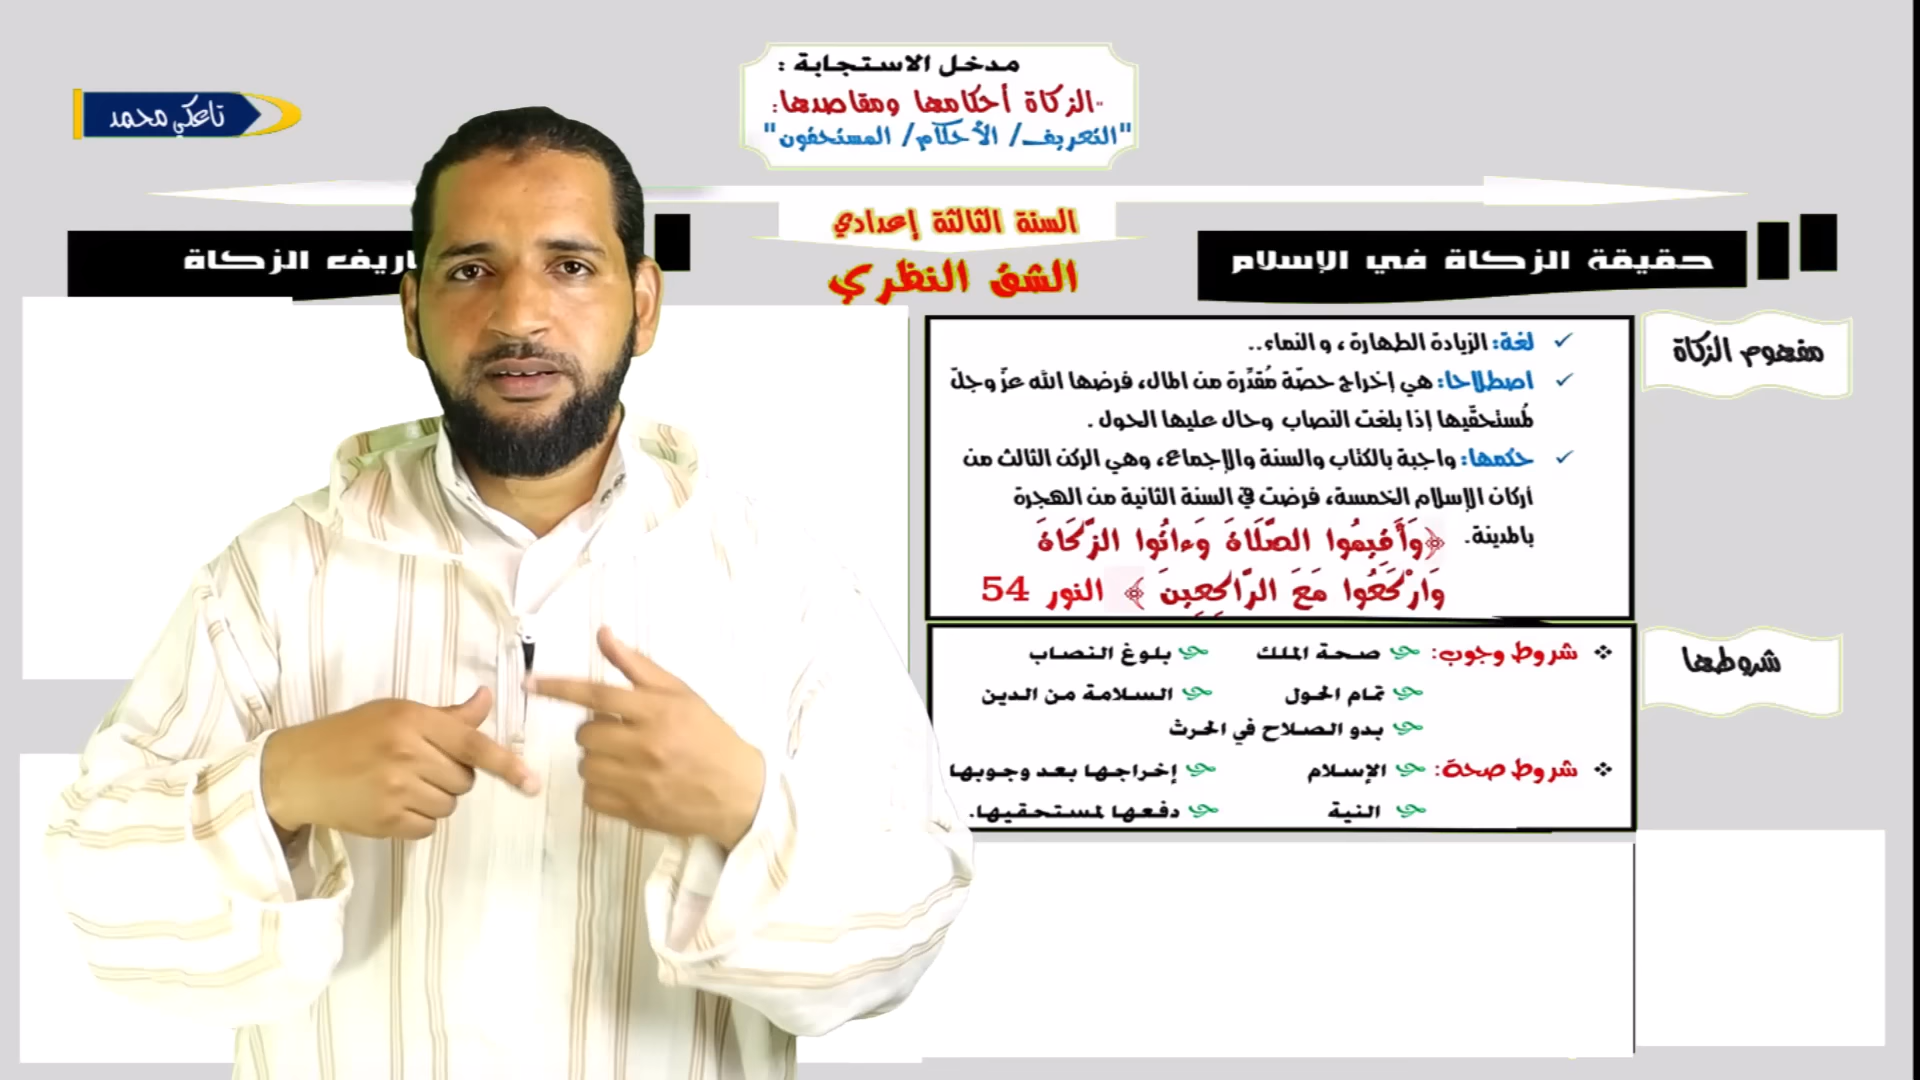 مدخل الاستجابة :
"الزكاة أحكامها ومقاصدها:
"التعريف/ الأحكام/ المستحقون"
تاعكي محمد
السنة الثالثة إعدادي
الشق النظري
حقيقة الزكاة في الإسلام
مفهوم الزكاة
لغة: الزيادة الطهارة، و النماء..
اصطلاحا: هي إخراج حصّة مُقدَّرة من المال، فرضها الله عزّ وجلّ
لمُستحقّيها إذا بلغت النصاب وحال عليها الحول .
حكمها: واجبة بالكتاب والسنة والإجماع، وهي الركن الثالث من
أركان الإسلام الخمسة، فرضت في السنة الثانية من الهجرة
بالمدينة. ﴿وَأَقِيمُوا الصَّلَاةَ وَءاتُوا الزَّكَاةَ
وَارْكَعُوا مَعَ الرَّاكِعِينَ ﴾ النور 54
شروطها
شروط وجوب: صحة الملك بلوغ النصاب
تمام الحول السلامة من الدين
بدو الصلاح في الحرث
شروط صحة: الإسلام إخراجها بعد وجوبها
النية دفعها لمستحقيها.
اريف الزكاة